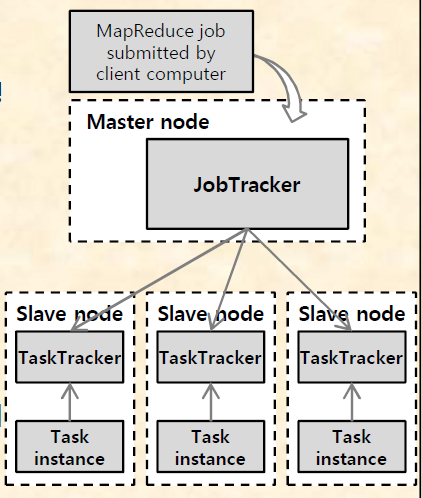 MapReduce job
submitted by
client computer
Master node
JobTracker
Slave node
TaskTracker
Task
instance
Slave node
TaskTracker
Task
instance
Slave node
TaskTracker
Task
instance